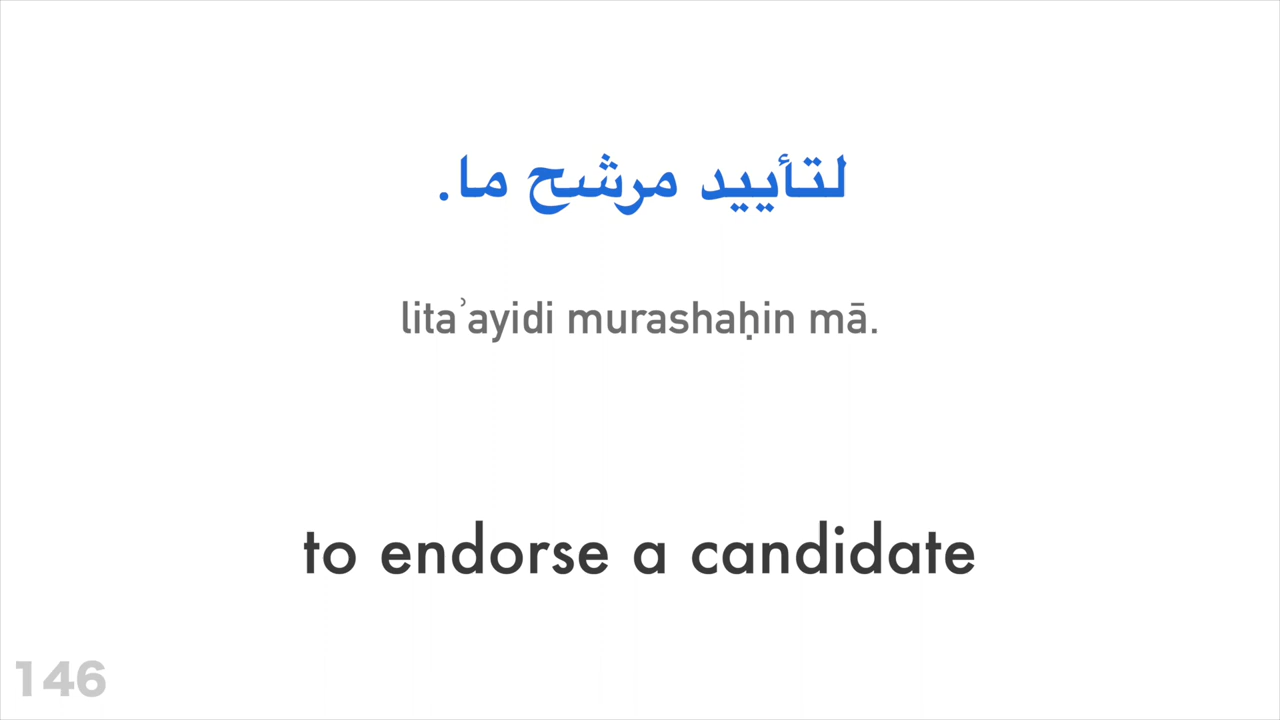 لتأييد مرشح ما.
litaʾayidi murashaḥin mā.
to endorse a candidate
146